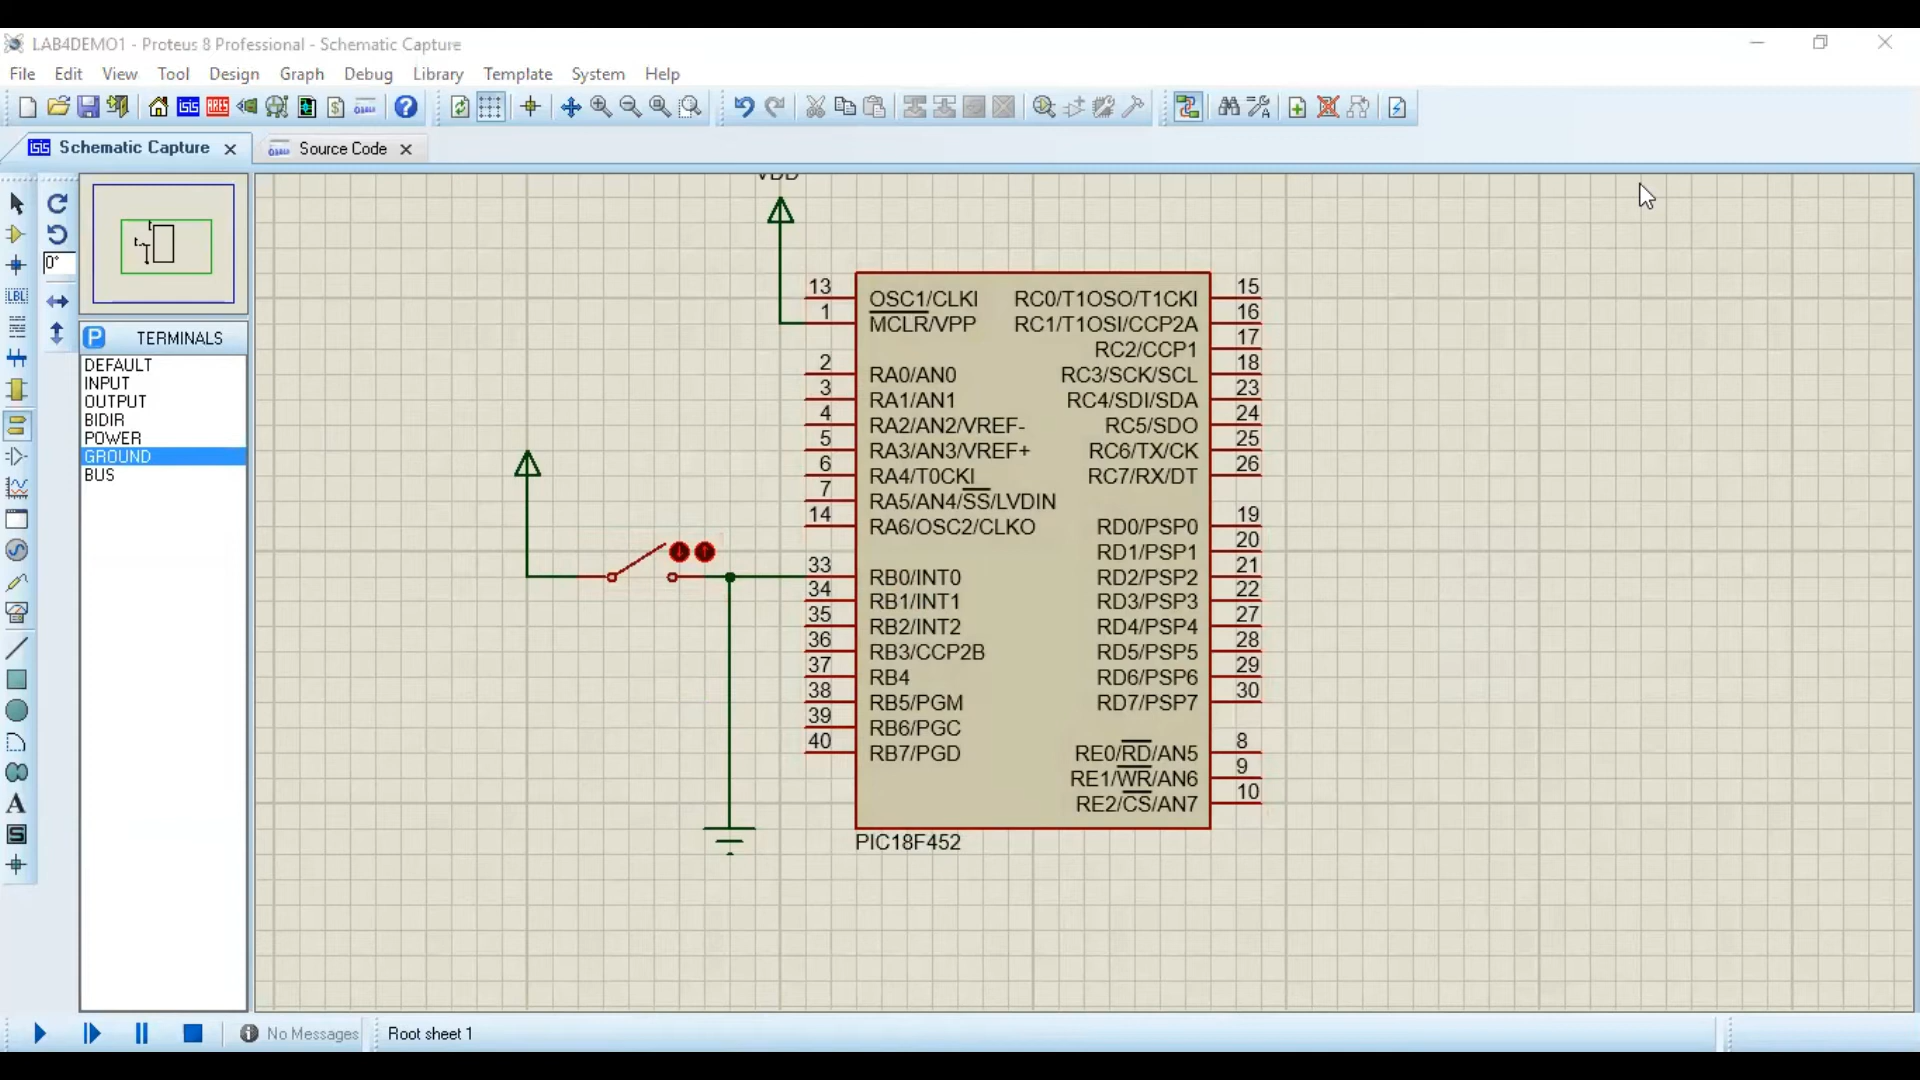 LAB4DEMO1 - Proteus 8 Professional - Schematic Capture
File Edit View Tool Design Graph Debug Library Template System Help
Schematic Capture
Source Code
0°
LBL
P TERMINALS
DEFAULT
INPUT
OUTPUT
BIDIR
POWER
GROUND
BUS
A
S
VDD
13 OSC1/CLKI
1 MCLR/VPP
2 RA0/AN0
3 RA1/AN1
4 RA2/AN2/VREF-
5 RA3/AN3/VREF+
6 RA4/T0CKI
7 RA5/AN4/SS/LVDIN
14 RA6/OSC2/CLKO
33 RB0/INT0
34 RB1/INT1
35 RB2/INT2
36 RB3/CCP2B
37 RB4
38 RB5/PGM
39 RB6/PGC
40 RB7/PGD
RC0/T1OSO/T1CKI 15
RC1/T1OSI/CCP2A 16
RC2/CCP1 17
RC3/SCK/SCL 18
RC4/SDI/SDA 23
RC5/SDO 24
RC6/TX/CK 25
RC7/RX/DT 26
RD0/PSP0 19
RD1/PSP1 20
RD2/PSP2 21
RD3/PSP3 22
RD4/PSP4 27
RD5/PSP5 28
RD6/PSP6 29
RD7/PSP7 30
RE0/RD/AN5 8
RE1/WR/AN6 9
RE2/CS/AN7 10
PIC18F452
No Messages
Root sheet 1